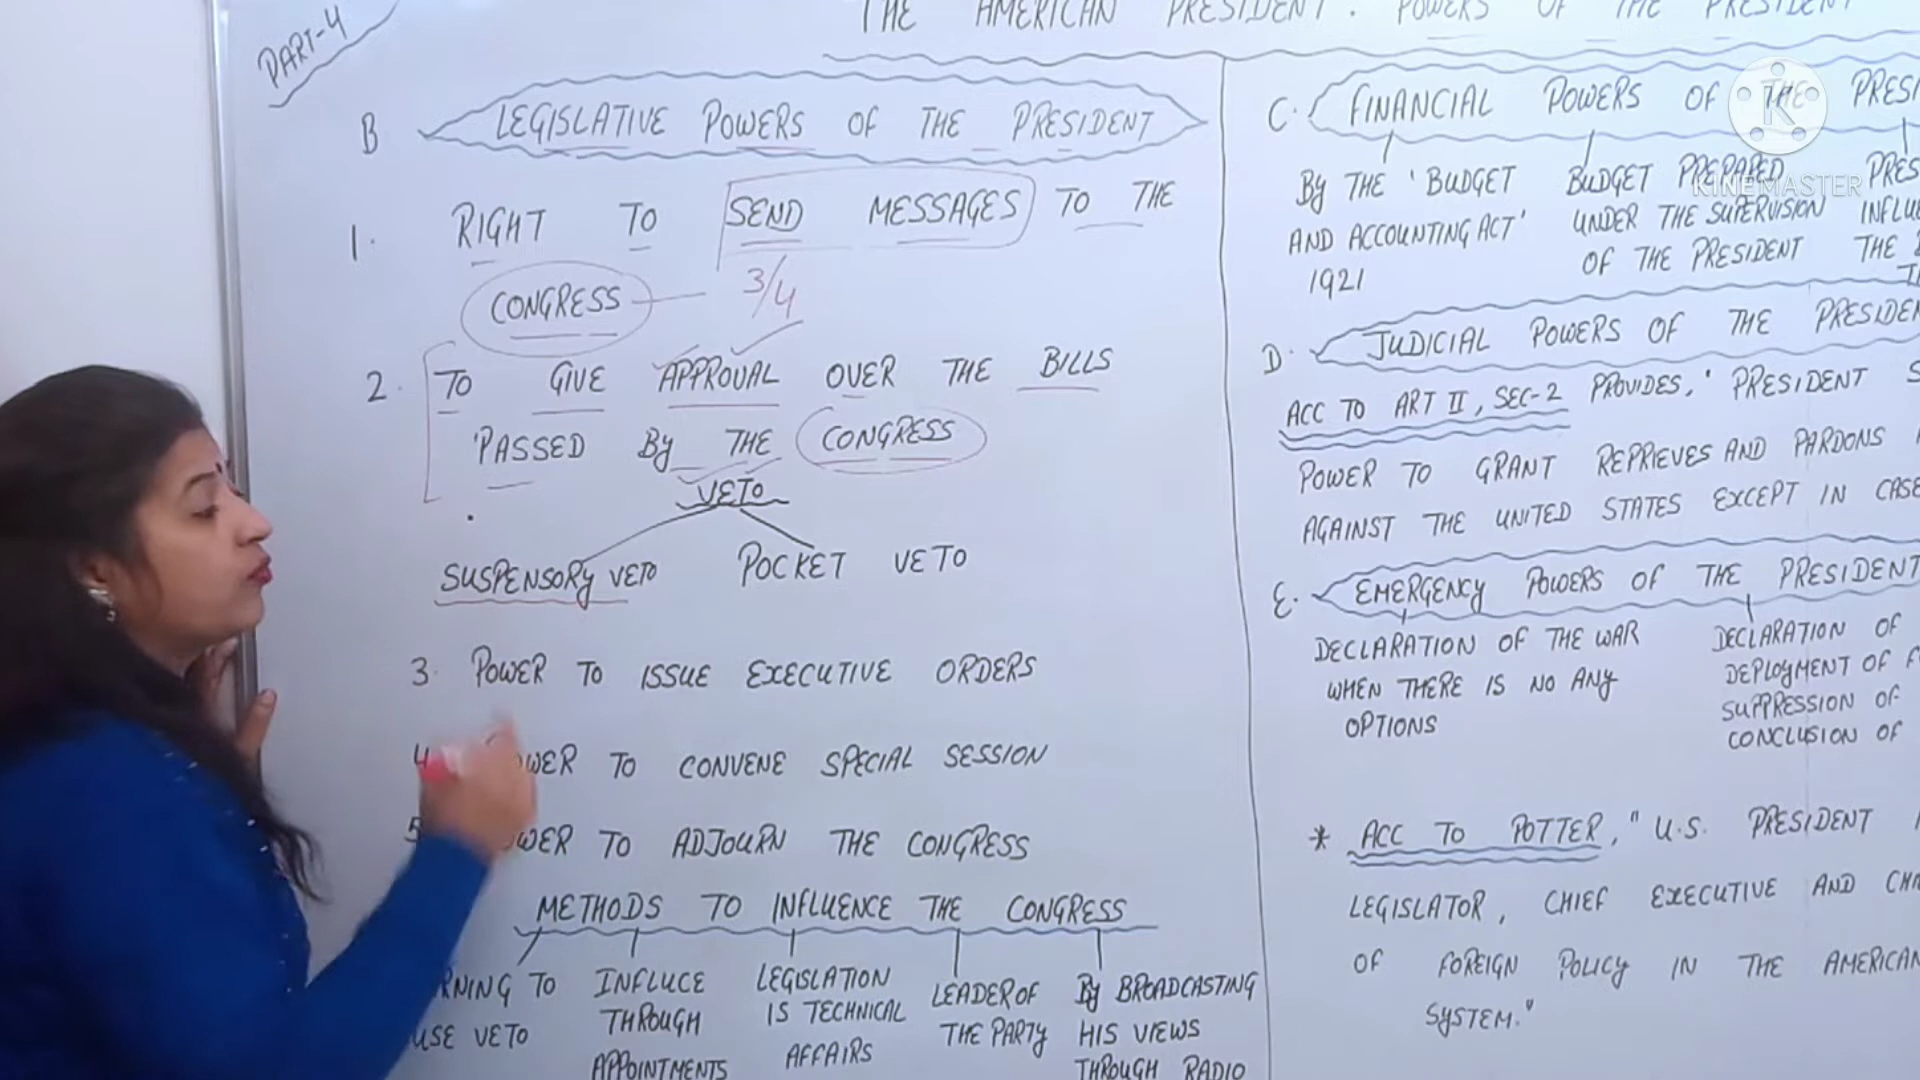 PART-4
THE AMERICAN PRESIDENT: POWERS OF THE PRESIDENT
B LEGISLATIVE POWERS OF THE PRESIDENT
1. RIGHT TO SEND MESSAGES TO THE
CONGRESS 3/4
2. TO GIVE APPROVAL OVER THE BILLS
PASSED BY THE CONGRESS
VETO
SUSPENSORY VETO POCKET VETO
3. POWER TO ISSUE EXECUTIVE ORDERS
4 OWER TO CONVENE SPECIAL SESSION
5 OWER TO ADJOURN THE CONGRESS
METHODS TO INFLUENCE THE CONGRESS
RNING TO
USE VETO
INFLUCE
THROUGH
APPOINTMENTS
LEGISLATION
IS TECHNICAL
AFFAIRS
LEADER OF
THE PARTY
By BROADCASTING
HIS VIEWS
THROUGH RADIO
C. FINANCIAL POWERS OF THE PRESI
BY THE 'BUDGET
AND ACCOUNTING ACT'
1921
BUDGET PREPARED
UNDER THE SUPERVISION
OF THE PRESIDENT
PRES
INFLUE
THE
D. JUDICIAL POWERS OF THE PRESIDEN
ACC TO ART II, SEC-2 PROVIDES, 'PRESIDENT S
POWER TO GRANT REPRIEVES AND PARDONS
AGAINST THE UNITED STATES EXCEPT IN CASE
E. EMERGENCY POWERS OF THE PRESIDENT
DECLARATION OF THE WAR
WHEN THERE IS NO ANY
OPTIONS
DECLARATION OF
DEPLOYMENT OF F
SUPPRESSION OF
CONCLUSION OF
* ACC TO POTTER, "U.S. PRESIDENT
LEGISLATOR, CHIEF EXECUTIVE AND CHI
OF FOREIGN POLICY IN THE AMERICAN
SYSTEM."
K
KINEMASTER